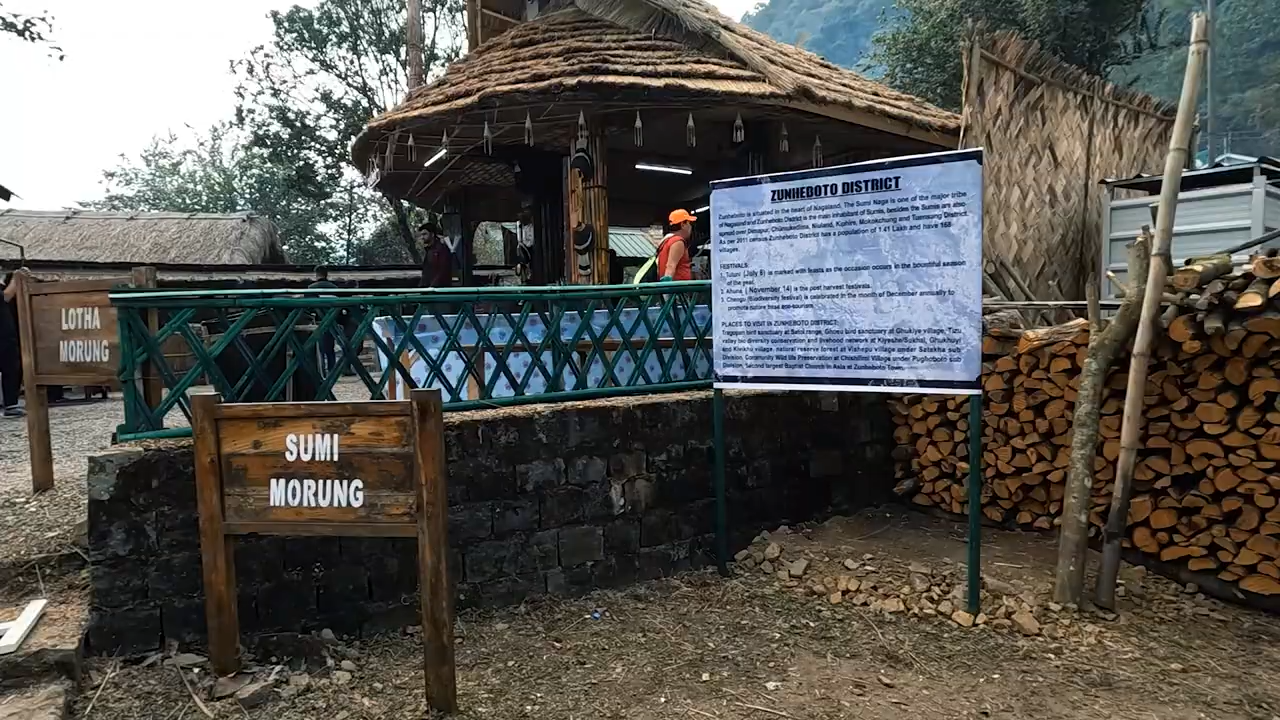 LOTHA
MORUNG
SUMI
MORUNG
ZUNHEBOTO DISTRICT
Zunheboto is situated in the heart of Nagaland. The Sumi Naga is one of the major tribe
of Nagaland and Zunheboto District is the main inhabitant of Sumis, besides the Sumis are also
spread over Dimapur, Chümukedima, Niuland, Kiphire, Mokokchung and Tuensang District.
As per 2011 census Zunheboto District has a population of 1.41 Lakh and have 168
villages.
FESTIVALS:
1. Tuluni (July 8) is marked with feasts as the occasion occurs in the bountiful season
of the year.
2. Ahuna ( November 14) is the post harvest festivals.
3. Chengu (Biodiversity festival) is celebrated in the month of December annually to
promote nature free eco-tourism.
PLACES TO VISIT IN ZUNHEBOTO DISTRICT:
Tragopan bird sanctuary at Satoi range, Ghosu bird sanctuary at Ghukiye village, Tizu
valley bio diversity conservation and livehood network at Kiyeshe/Sukhai, Ghukhuyi
and Kivikhu village, natural reserve forest at Vishepu village under Satakha sub
Division, Community Wild life Preservation at Chishilimi Village under Pughoboto sub
Division, Second largest Baptist Church in Asia at Zunheboto Town.